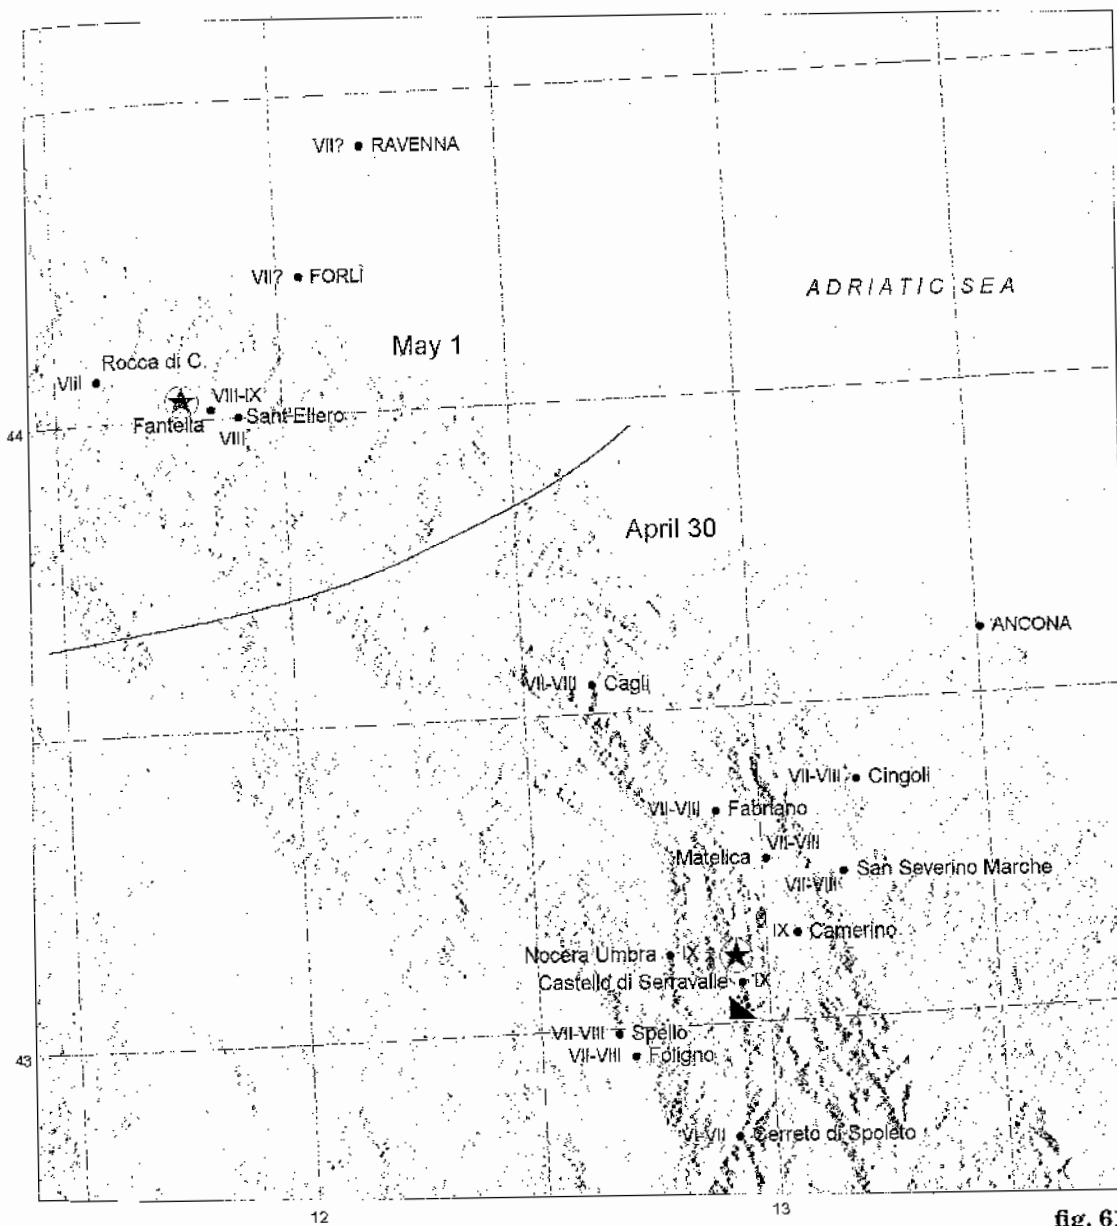 VII? • RAVENNA
VII? • FORLÌ
ADRIATIC SEA
May 1
Rocca di C.
VIII
VIII-IX
Fantella
Sant'Ellero
VIII
44
April 30
ANCONA
VII-VIII • Cagli
VII-VIII • Cingoli
VII-VIII • Fabriano
VII-VIII
Matelica
San Severino Marche
VII-VIII
IX • Camerino
Nocera Umbra • IX
Castello di Serravalle • IX
VII-VIII • Spello
43
VII-VIII • Foligno
VI-VII • Cerreto di Spoleto
12
13